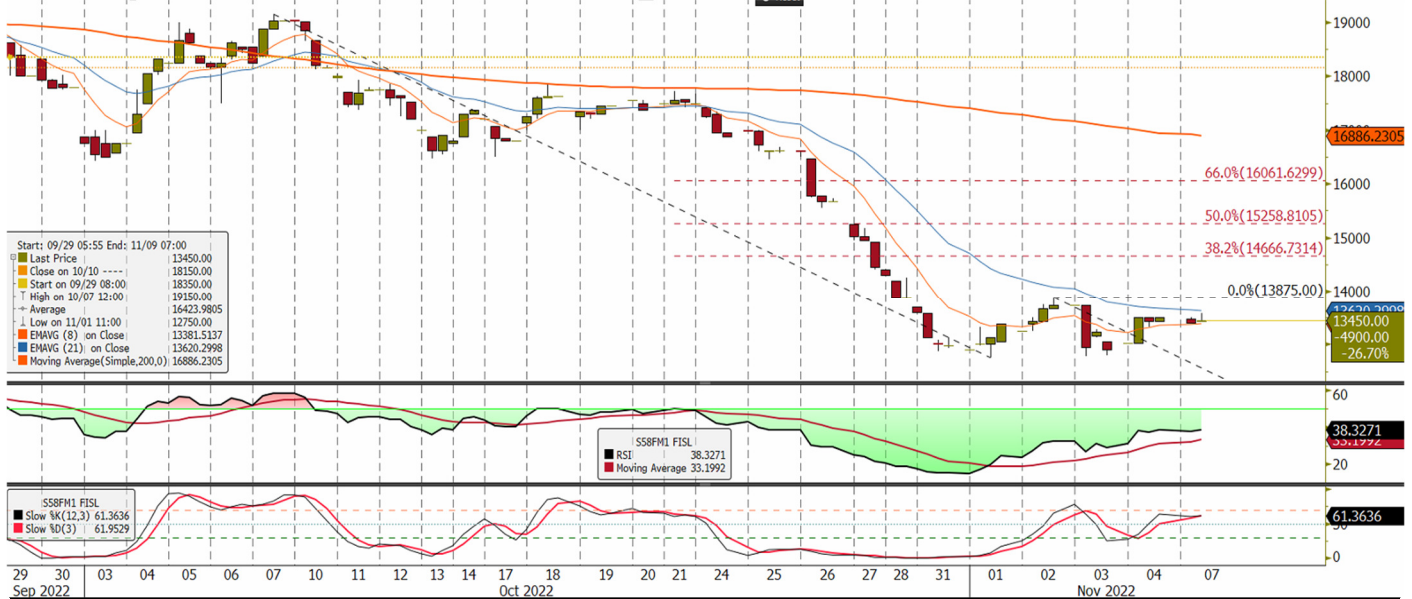 19000
18000
16886.2305
66.0%(16061.6299)
16000
50.0%(15258.8105)
15000
38.2%(14666.7314)
14000
0.0%(13875.00)
13620.2998
13450.00
-4900.00
-26.70%
Start: 09/29 05:55 End: 11/09 07:00
Last Price 13450.00
Close on 10/10 ---- 18150.00
Start on 09/29 08:00 18350.00
High on 10/07 12:00 19150.00
Average 16423.9805
Low on 11/01 11:00 12750.00
EMAVG (8) on Close 13381.5137
EMAVG (21) on Close 13620.2998
Moving Average(Simple,200,0) 16886.2305
60
38.3271
33.1992
20
S58FM1 FISL
RSI 38.3271
Moving Average 33.1992
S58FM1 FISL
Slow %K(12,3) 61.3636
Slow %D(3) 61.9529
61.3636
50
0
29 30 03 04 05 06 07 10 11 12 13 14 17 18 19 20 21 24 25 26 27 28 31 01 02 03 04 07
Sep 2022 Oct 2022 Nov 2022